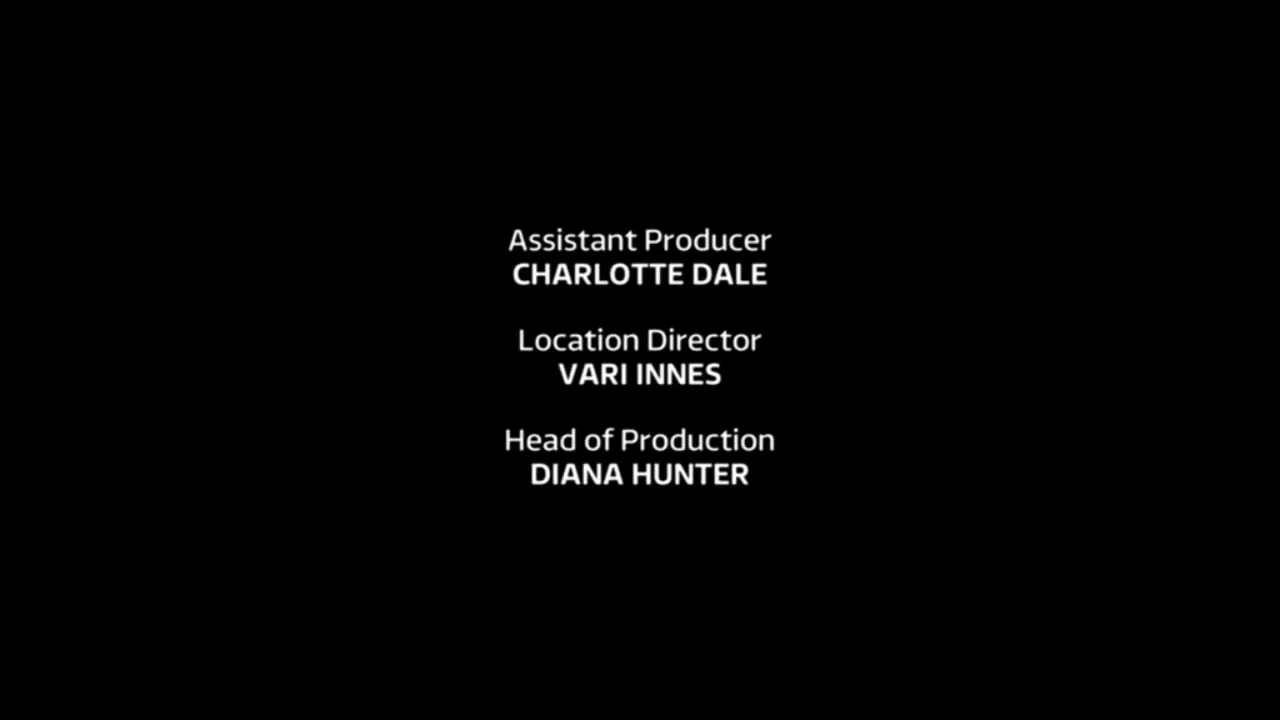 Assistant Producer
CHARLOTTE DALE
Location Director
VARI INNES
Head of Production
DIANA HUNTER